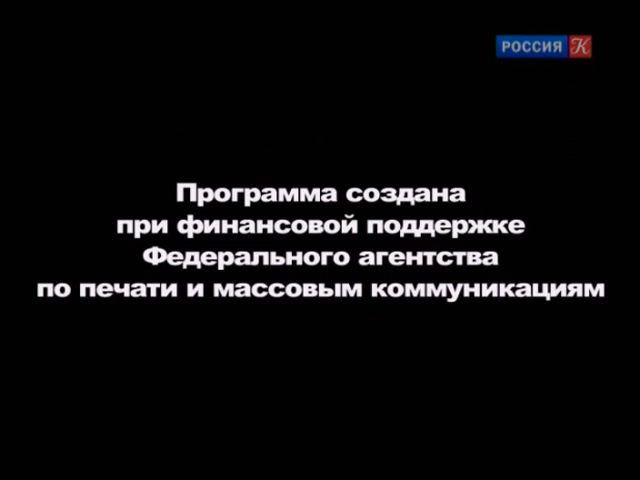 РОССИЯ К
Программа создана
при финансовой поддержке
Федерального агентства
по печати и массовым коммуникациям